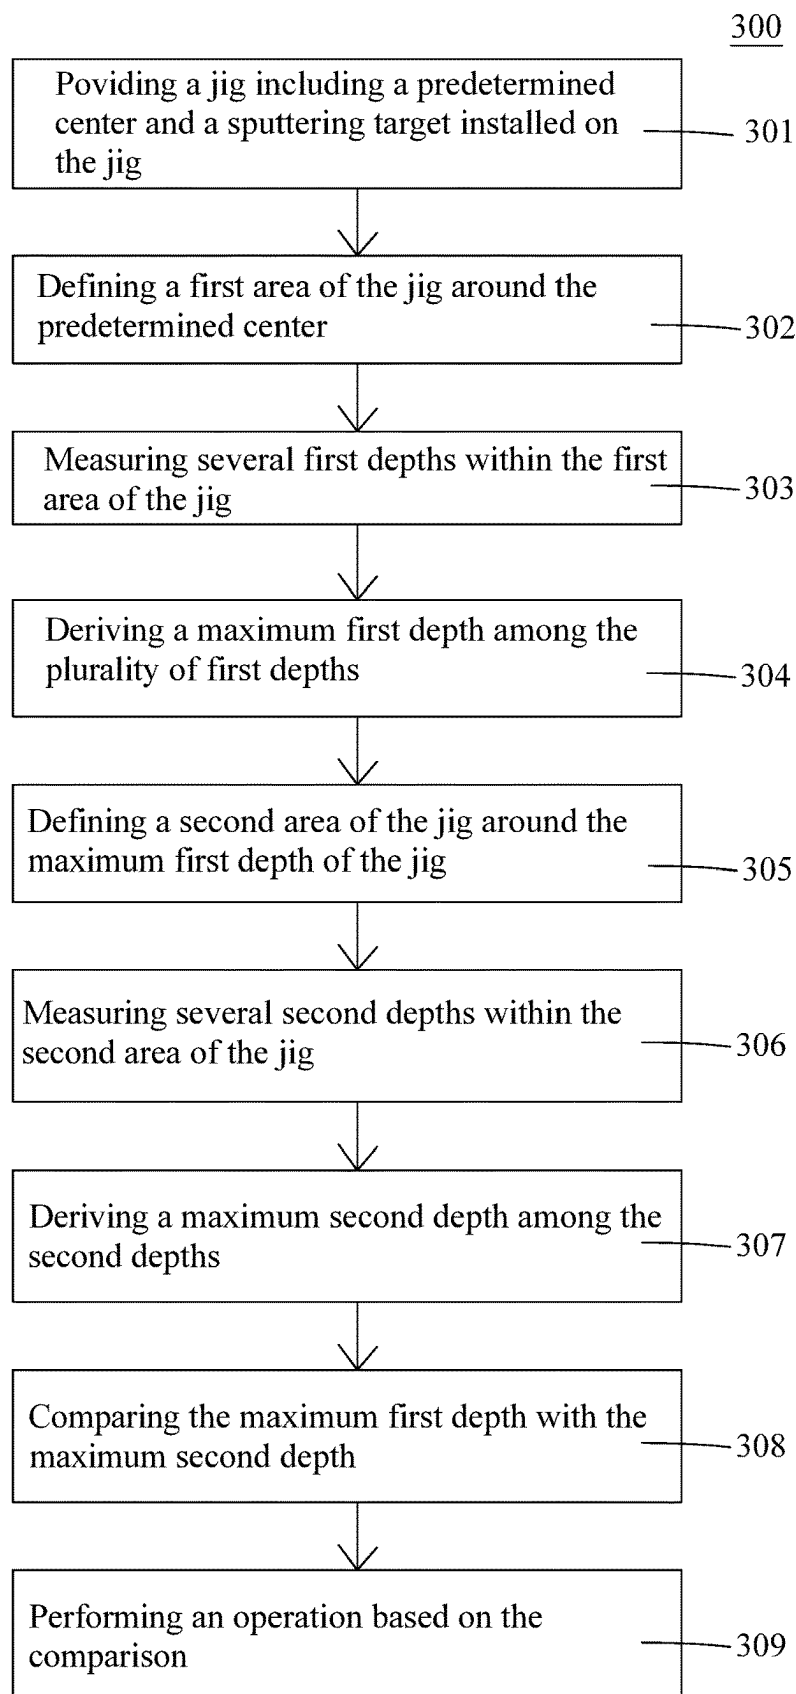 300
Poviding a jig including a predetermined
center and a sputtering target installed on
the jig
301
Defining a first area of the jig around the
predetermined center
302
Measuring several first depths within the first
area of the jig
303
Deriving a maximum first depth among the
plurality of first depths
304
Defining a second area of the jig around the
maximum first depth of the jig
305
Measuring several second depths within the
second area of the jig
306
Deriving a maximum second depth among the
second depths
307
Comparing the maximum first depth with the
maximum second depth
308
Performing an operation based on the
comparison
309